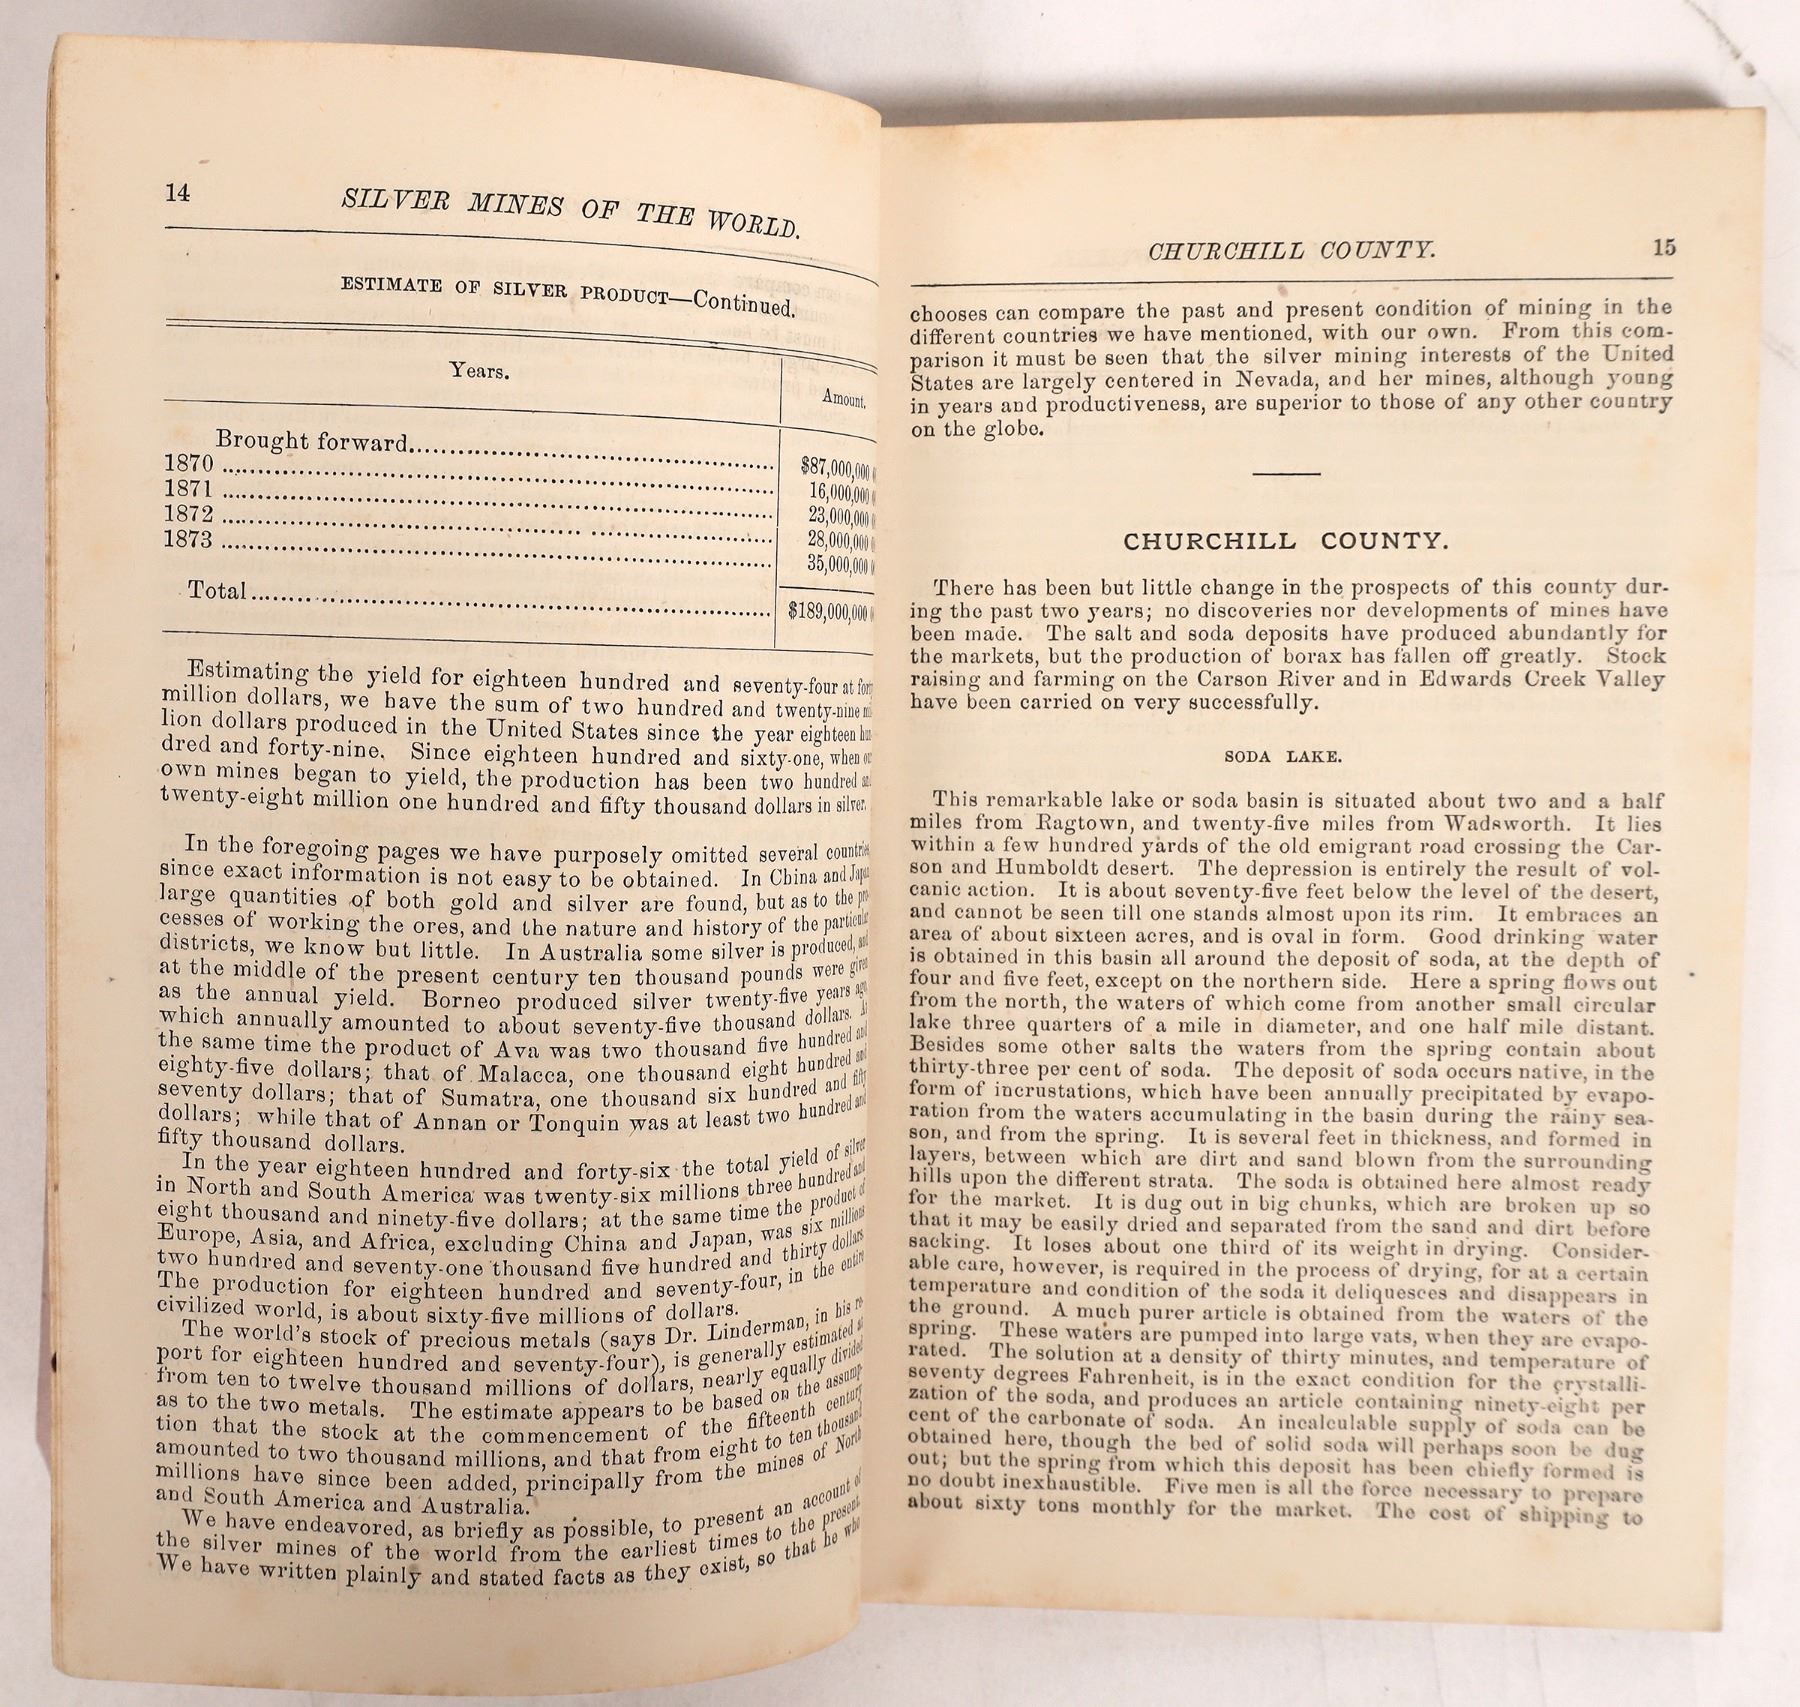 14
SILVER MINES OF THE WORLD.
ESTIMATE OF SILVER PRODUCT—Continued.
Years.
Amount.
Brought forward
$87,000,000
1870
16,000,000
1871
23,000,000
1872
28,000,000
1873
35,000,000
Total
$189,000,000
Estimating the yield for eighteen hundred and seventy-four at forty
million dollars, we have the sum of two hundred and twenty-nine mil-
lion dollars produced in the United States since the year eighteen hun-
dred and forty-nine. Since eighteen hundred and sixty-one, when our
own mines began to yield, the production has been two hundred and
twenty-eight million one hundred and fifty thousand dollars in silver.
In the foregoing pages we have purposely omitted several countries,
since exact information is not easy to be obtained. In China and Japan
large quantities of both gold and silver are found, but as to the pro-
cesses of working the ores, and the nature and history of the particular
districts, we know but little. In Australia some silver is produced, and
at the middle of the present century ten thousand pounds were given
as the annual yield. Borneo produced silver twenty-five years ago,
which annually amounted to about seventy-five thousand dollars. At
the same time the product of Ava was two thousand five hundred and
eighty-five dollars; that of Malacca, one thousand eight hundred and
seventy dollars; that of Sumatra, one thousand six hundred and fifty
dollars; while that of Annan or Tonquin was at least two hundred and
fifty thousand dollars.
In the year eighteen hundred and forty-six the total yield of silver
in North and South America was twenty-six millions three hundred and
eight thousand and ninety-five dollars; at the same time the product of
Europe, Asia, and Africa, excluding China and Japan, was six millions
two hundred and seventy-one thousand five hundred and thirty dollars
The production for eighteen hundred and seventy-four, in the entire
civilized world, is about sixty-five millions of dollars.
The world's stock of precious metals (says Dr. Linderman, in his re-
port for eighteen hundred and seventy-four), is generally estimated at
from ten to twelve thousand millions of dollars, nearly equally divided
as to the two metals. The estimate appears to be based on the assump-
tion that the stock at the commencement of the fifteenth century
amounted to two thousand millions, and that from eight to ten thousand
millions have since been added, principally from the mines of North
and South America and Australia.
We have endeavored, as briefly as possible, to present an account of
the silver mines of the world from the earliest times to the present.
We have written plainly and stated facts as they exist, so that he who
CHURCHILL COUNTY.
15
chooses can compare the past and present condition of mining in the
different countries we have mentioned, with our own. From this com-
parison it must be seen that the silver mining interests of the United
States are largely centered in Nevada, and her mines, although young
in years and productiveness, are superior to those of any other country
on the globe.
CHURCHILL COUNTY.
There has been but little change in the prospects of this county dur-
ing the past two years; no discoveries nor developments of mines have
been made. The salt and soda deposits have produced abundantly for
the markets, but the production of borax has fallen off greatly. Stock
raising and farming on the Carson River and in Edwards Creek Valley
have been carried on very successfully.
SODA LAKE.
This remarkable lake or soda basin is situated about two and a half
miles from Ragtown, and twenty-five miles from Wadsworth. It lies
within a few hundred yards of the old emigrant road crossing the Car-
son and Humboldt desert. The depression is entirely the result of vol-
canic action. It is about seventy-five feet below the level of the desert,
and cannot be seen till one stands almost upon its rim. It embraces an
area of about sixteen acres, and is oval in form. Good drinking water
is obtained in this basin all around the deposit of soda, at the depth of
four and five feet, except on the northern side. Here a spring flows out
from the north, the waters of which come from another small circular
lake three quarters of a mile in diameter, and one half mile distant.
Besides some other salts the waters from the spring contain about
thirty-three per cent of soda. The deposit of soda occurs native, in the
form of incrustations, which have been annually precipitated by evapo-
ration from the waters accumulating in the basin during the rainy sea-
son, and from the spring. It is several feet in thickness, and formed in
layers, between which are dirt and sand blown from the surrounding
hills upon the different strata. The soda is obtained here almost ready
for the market. It is dug out in big chunks, which are broken up so
that it may be easily dried and separated from the sand and dirt before
sacking. It loses about one third of its weight in drying. Consider-
able care, however, is required in the process of drying, for at a certain
temperature and condition of the soda it deliquesces and disappears in
the ground. A much purer article is obtained from the waters of the
spring. These waters are pumped into large vats, when they are evapo-
rated. The solution at a density of thirty minutes, and temperature of
seventy degrees Fahrenheit, is in the exact condition for the crystalli-
zation of the soda, and produces an article containing ninety-eight per
cent of the carbonate of soda. An incalculable supply of soda can be
obtained here, though the bed of solid soda will perhaps soon be dug
out; but the spring from which this deposit has been chiefly formed is
no doubt inexhaustible. Five men is all the force necessary to prepare
about sixty tons monthly for the market. The cost of shipping to